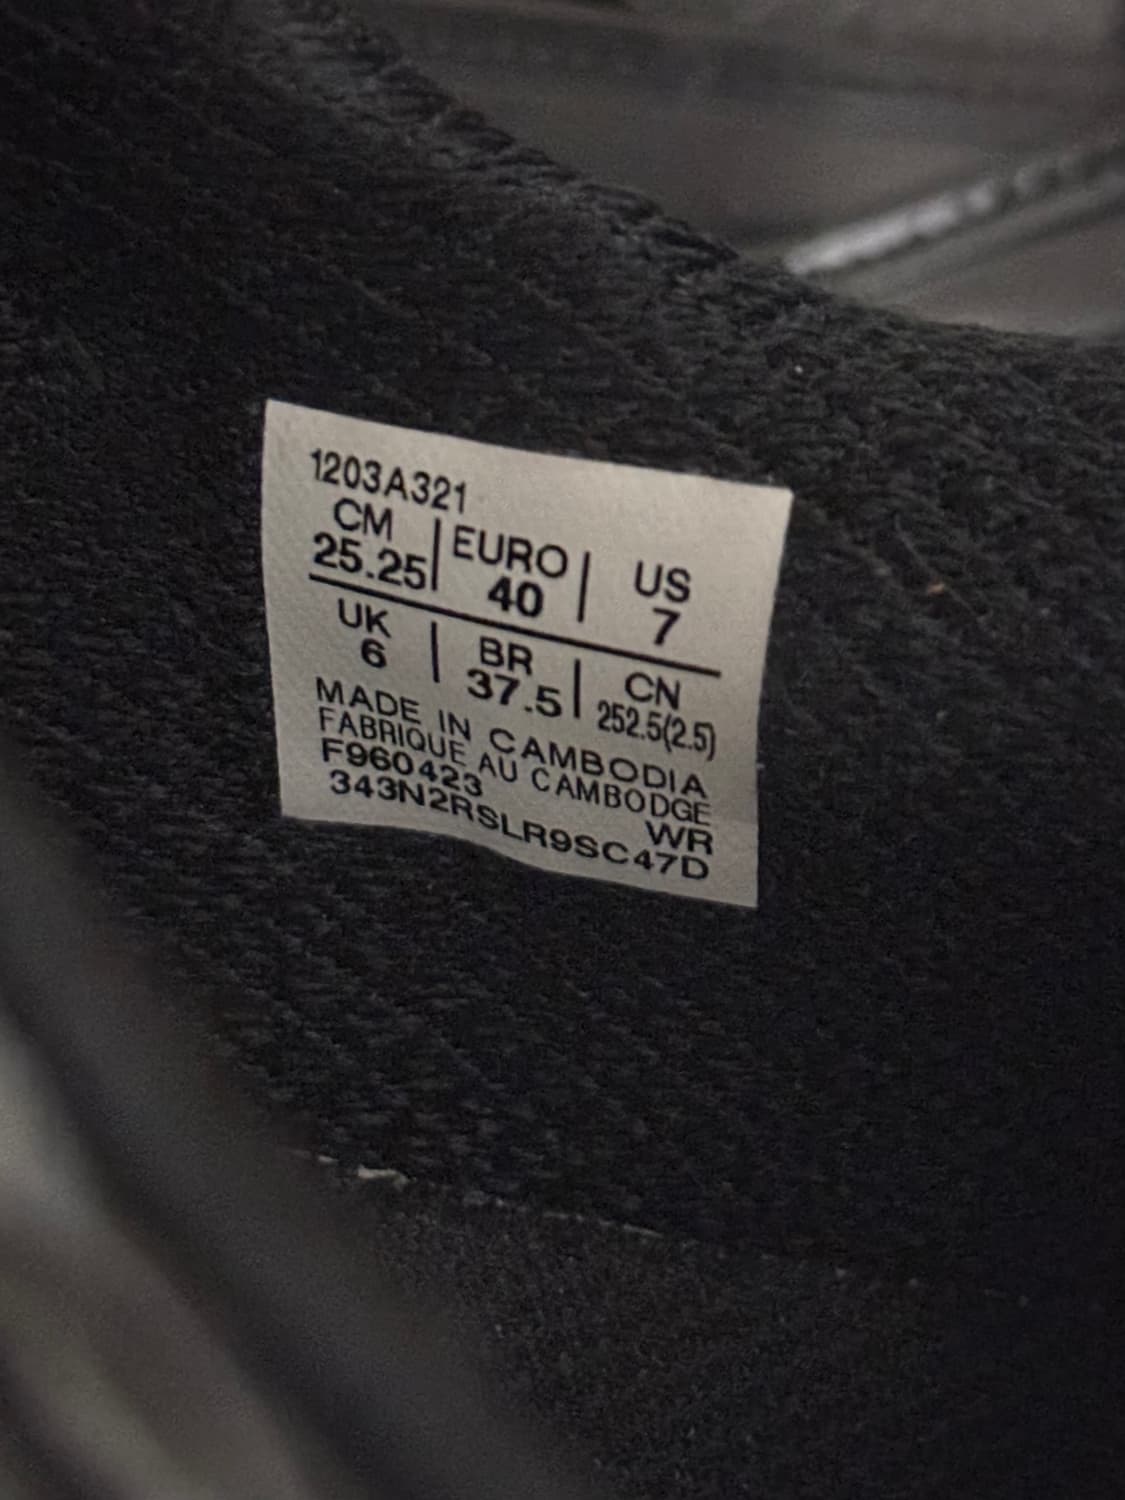 1203A321
CM | EURO | US
25.25 | 40 | 7
UK | BR | CN
6 | 37.5 | 252.5(2.5)
MADE IN CAMBODIA
FABRIQUE AU CAMBODGE
F960423 WR
343N2RSLR9SC47D